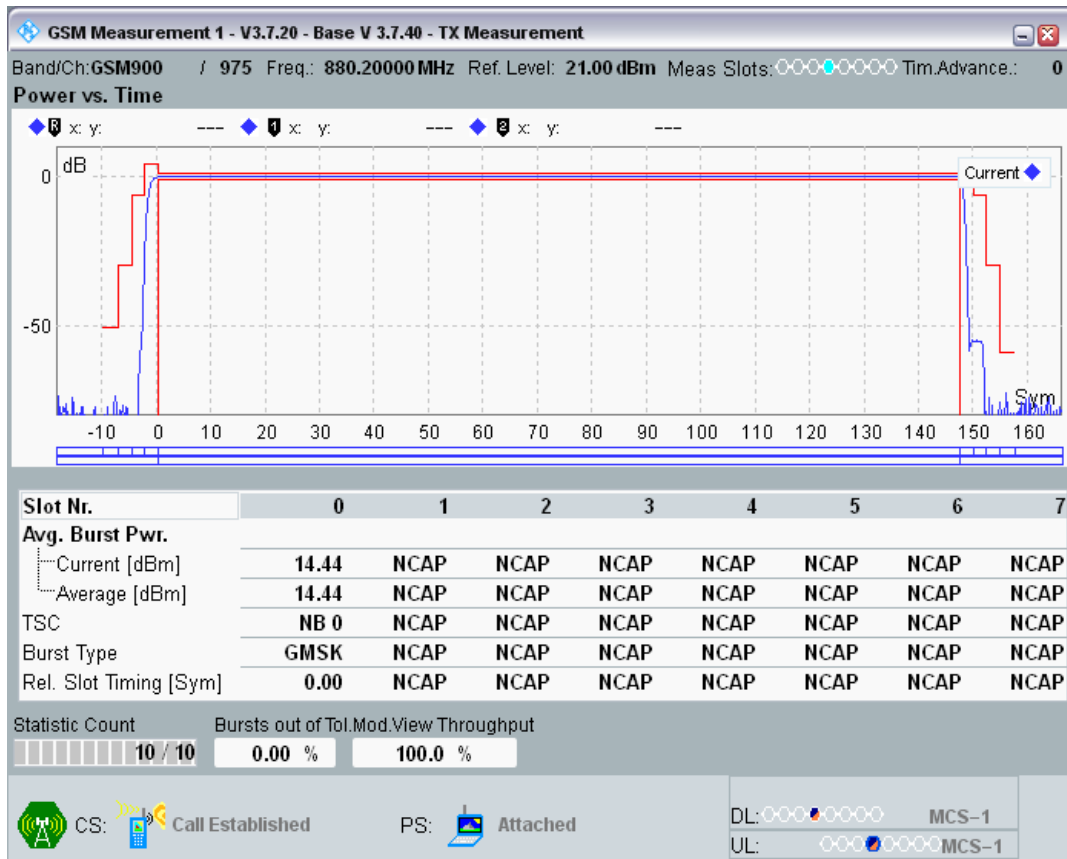 GSM Measurement 1 - V3.7.20 - Base V 3.7.40 - TX Measurement
Band/Ch:GSM900 / 975 Freq.: 880.20000 MHz Ref. Level: 21.00 dBm Meas Slots: Tim.Advance.: 0
Power vs. Time
R x: y: --- 1 x: y: --- 2 x: y: ---
dB
Current
0
-50
Sym
-10 0 10 20 30 40 50 60 70 80 90 100 110 120 130 140 150 160
Slot Nr. 0 1 2 3 4 5 6 7
Avg. Burst Pwr.
Current [dBm] 14.44 NCAP NCAP NCAP NCAP NCAP NCAP NCAP
Average [dBm] 14.44 NCAP NCAP NCAP NCAP NCAP NCAP NCAP
TSC NB 0 NCAP NCAP NCAP NCAP NCAP NCAP NCAP
Burst Type GMSK NCAP NCAP NCAP NCAP NCAP NCAP NCAP
Rel. Slot Timing [Sym] 0.00 NCAP NCAP NCAP NCAP NCAP NCAP NCAP
Statistic Count Bursts out of Tol.Mod.View Throughput
10 / 10 0.00 % 100.0 %
CS: Call Established PS: Attached
DL: MCS-1
UL: MCS-1